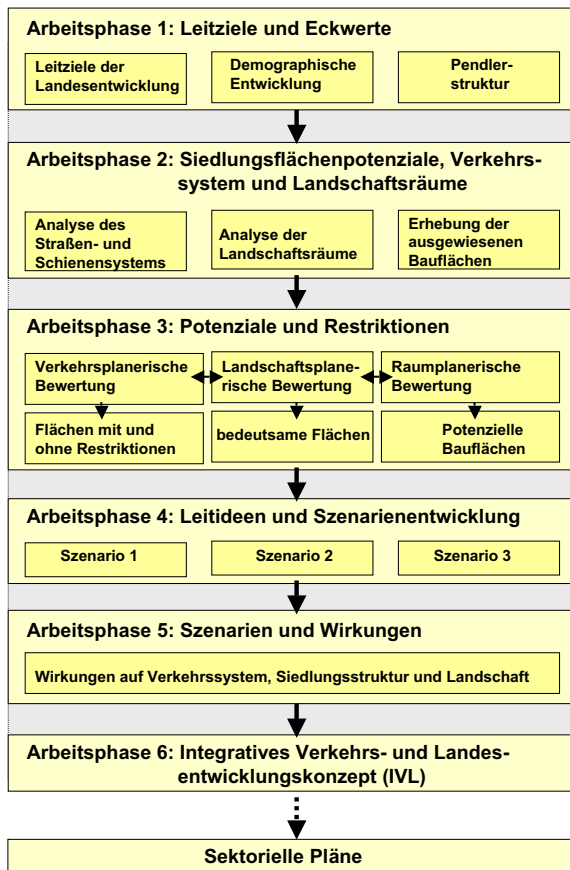 Arbeitsphase 1: Leitziele und Eckwerte
Leitziele der
Landesentwicklung
Demographische
Entwicklung
Pendler-
struktur
Arbeitsphase 2: Siedlungsflächenpotenziale, Verkehrs-
system und Landschaftsräume
Analyse des
Straßen- und
Schienensystems
Analyse der
Landschaftsräume
Erhebung der
ausgewiesenen
Bauflächen
Arbeitsphase 3: Potenziale und Restriktionen
Verkehrsplanerische
Bewertung
Landschaftsplane-
rische Bewertung
Raumplanerische
Bewertung
Flächen mit und
ohne Restriktionen
bedeutsame Flächen
Potenzielle
Bauflächen
Arbeitsphase 4: Leitideen und Szenarienentwicklung
Szenario 1
Szenario 2
Szenario 3
Arbeitsphase 5: Szenarien und Wirkungen
Wirkungen auf Verkehrssystem, Siedlungsstruktur und Landschaft
Arbeitsphase 6: Integratives Verkehrs- und Landes-
entwicklungskonzept (IVL)
Sektorielle Pläne